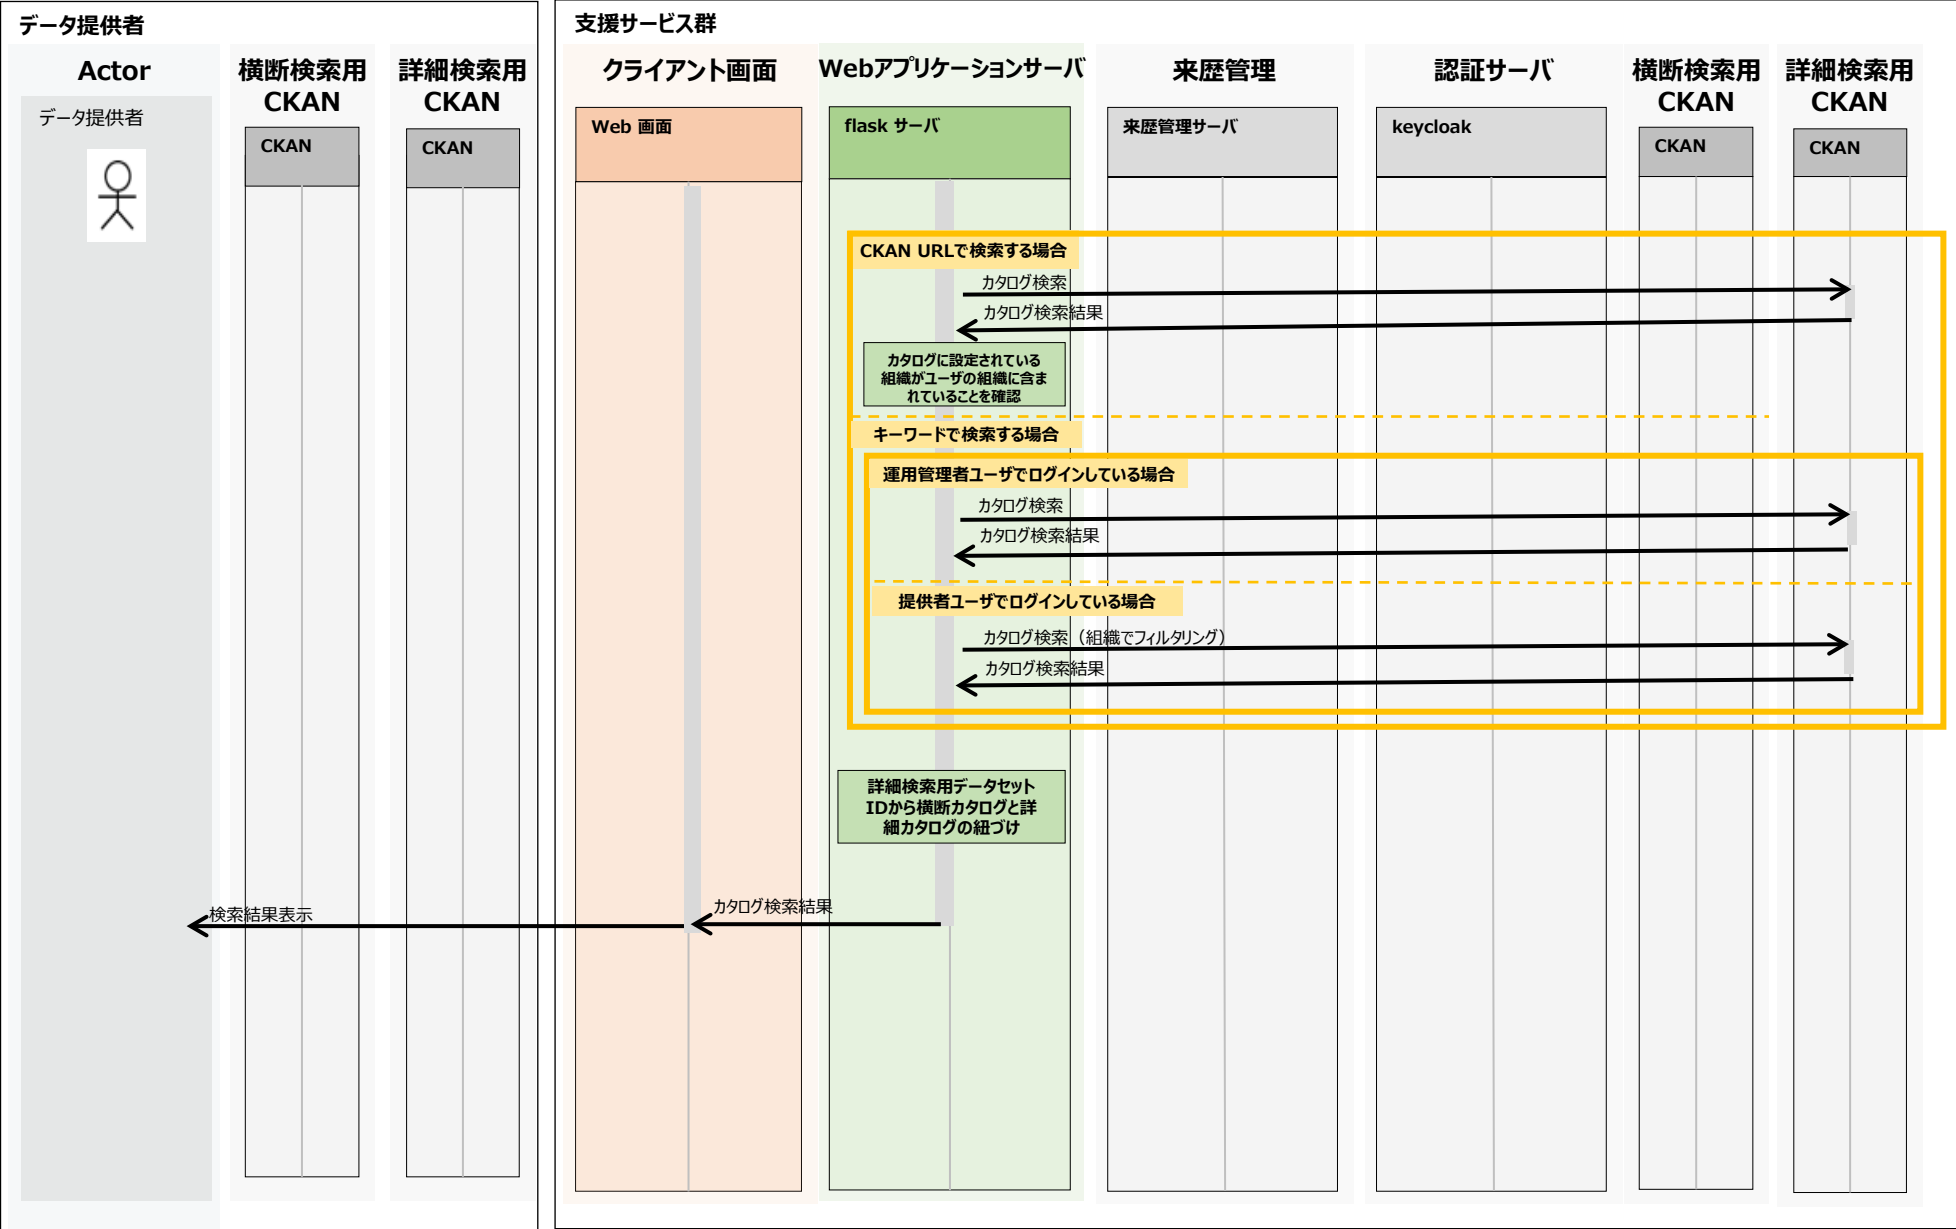 データ提供者
支援サービス群
Actor
横断検索用
CKAN
詳細検索用
CKAN
クライアント画面
Webアプリケーションサーバ
来歴管理
認証サーバ
横断検索用
CKAN
詳細検索用
CKAN
データ提供者
CKAN
CKAN
Web 画面
flask サーバ
来歴管理サーバ
keycloak
CKAN
CKAN
CKAN URLで検索する場合
カタログ検索
カタログ検索結果
カタログに設定されている
組織がユーザの組織に含ま
れていることを確認
キーワードで検索する場合
運用管理者ユーザでログインしている場合
カタログ検索
カタログ検索結果
提供者ユーザでログインしている場合
カタログ検索（組織でフィルタリング）
カタログ検索結果
詳細検索用データセット
IDから横断カタログと詳
細カタログの紐づけ
カタログ検索結果
検索結果表示